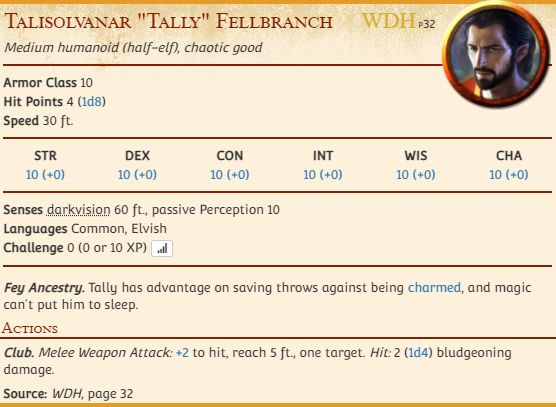 Talisolvanar "Tally" Fellbranch WDH P32
Medium humanoid (half-elf), chaotic good
Armor Class 10
Hit Points 4 (1d8)
Speed 30 ft.
STR DEX CON INT WIS CHA
10 (+0) 10 (+0) 10 (+0) 10 (+0) 10 (+0) 10 (+0)
Senses darkvision 60 ft., passive Perception 10
Languages Common, Elvish
Challenge 0 (0 or 10 XP)
Fey Ancestry. Tally has advantage on saving throws against being charmed, and magic
can't put him to sleep.
Actions
Club. Melee Weapon Attack: +2 to hit, reach 5 ft., one target. Hit: 2 (1d4) bludgeoning
damage.
Source: WDH, page 32